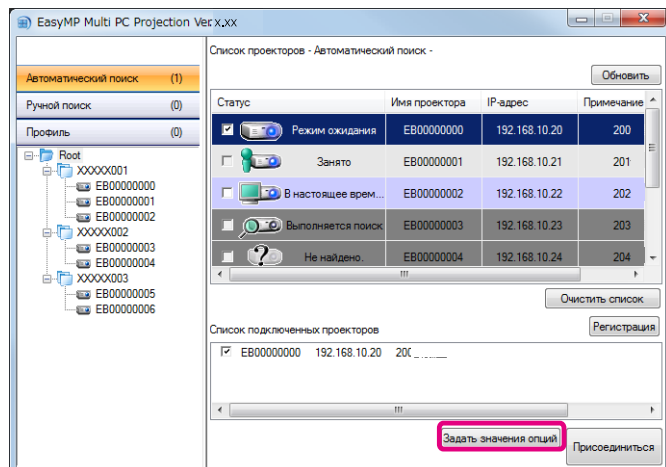 EasyMP Multi PC Projection Ver.x.xx
Список проекторов - Автоматический поиск -
Обновить
Автоматический поиск (1)
Ручной поиск (0)
Профиль (0)
Root
XXXXX001
EB00000000
EB00000001
EB00000002
XXXXX002
EB00000003
EB00000004
XXXXX003
EB00000005
EB00000006
Статус Имя проектора IP-адрес Примечание
Режим ожидания EB00000000 192.168.10.20 200
Занято EB00000001 192.168.10.21 201
В настоящее врем... EB00000002 192.168.10.22 202
Выполняется поиск EB00000003 192.168.10.23 203
Не найдено. EB00000004 192.168.10.24 204
Очистить список
Список подключенных проекторов
Регистрация
EB00000000 192.168.10.20 200
Задать значения опций
Присоединиться